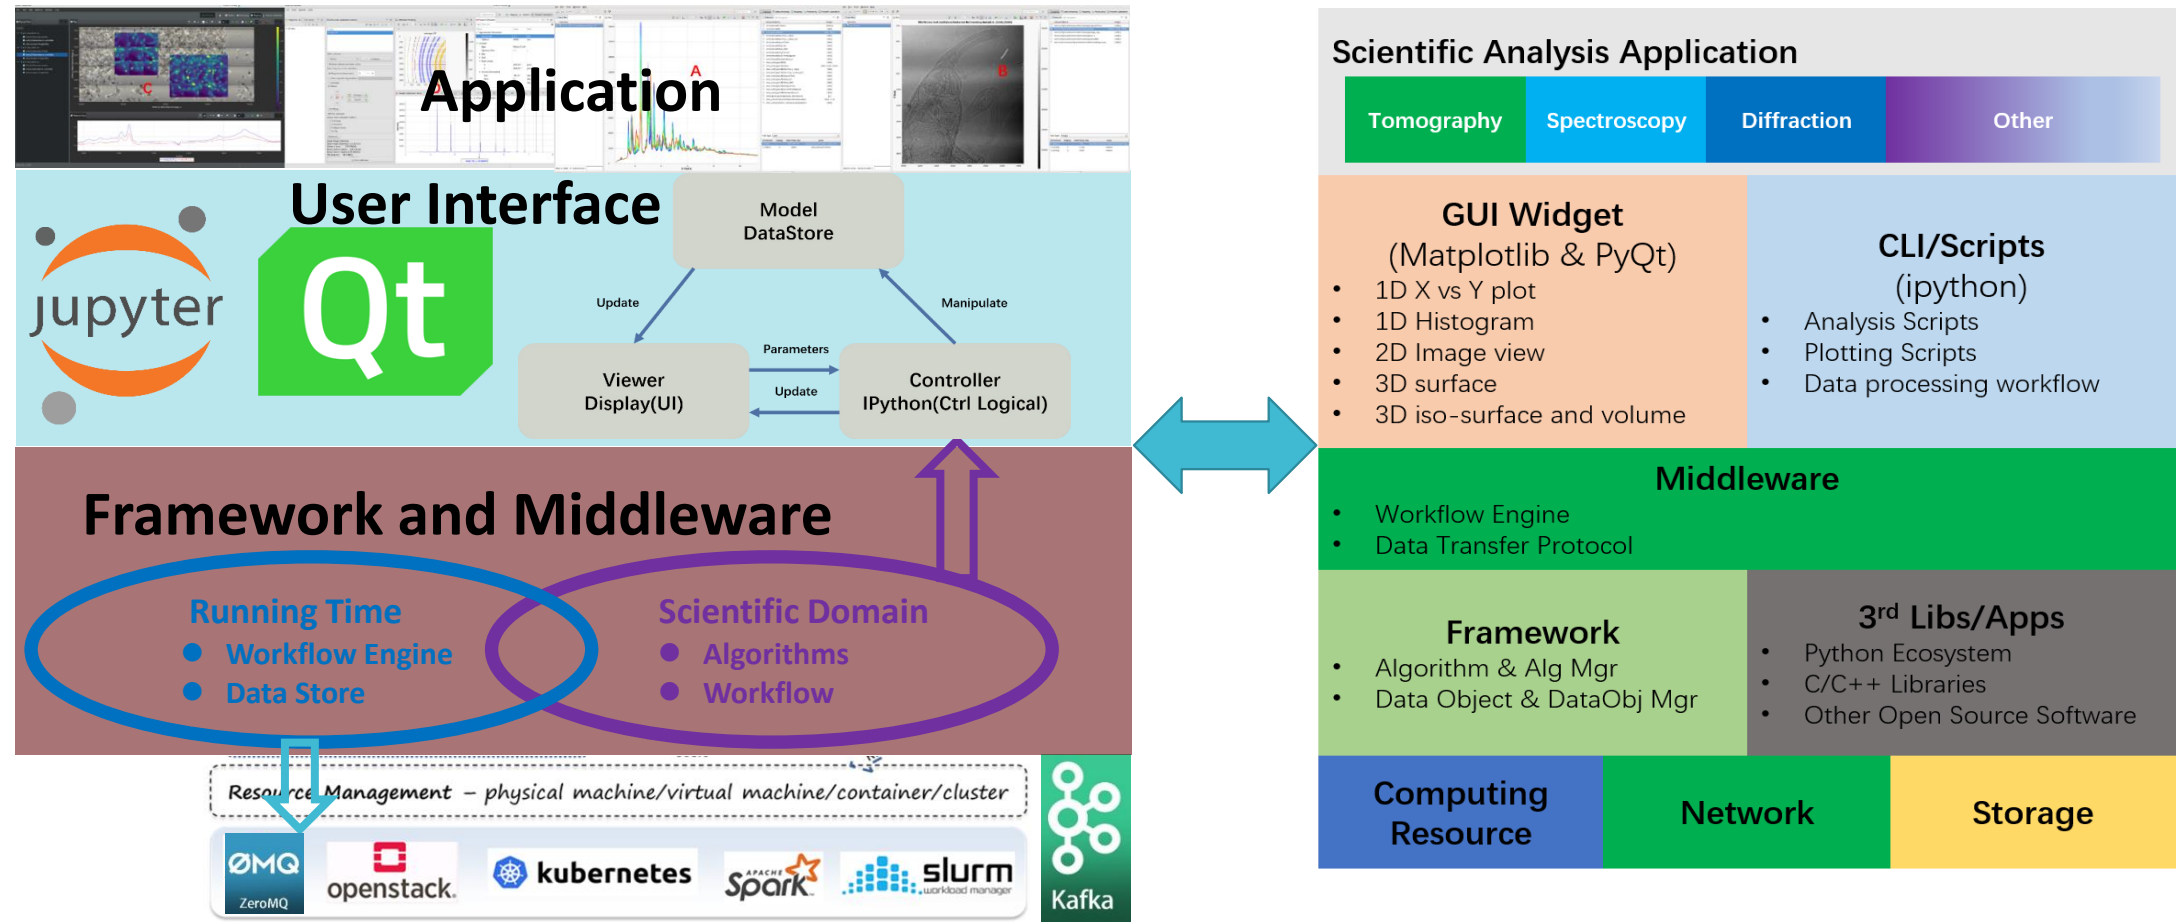 Application
A
B
C
User Interface
Jupyter
Qt
Model
DataStore
Update
Manipulate
Parameters
Update
Viewer
Display(UI)
Controller
IPython(Ctrl Logical)
Framework and Middleware
Running Time
● Workflow Engine
● Data Store
Scientific Domain
● Algorithms
● Workflow
Resource Management – physical machine/virtual machine/container/cluster
ØMQ
ZeroMQ
openstack.
kubernetes
APACHE
Spark
slurm
workload manager
Kafka
Scientific Analysis Application
Tomography
Spectroscopy
Diffraction
Other
GUI Widget
(Matplotlib & PyQt)
• 1D X vs Y plot
• 1D Histogram
• 2D Image view
• 3D surface
• 3D iso-surface and volume
CLI/Scripts
(ipython)
• Analysis Scripts
• Plotting Scripts
• Data processing workflow
Middleware
• Workflow Engine
• Data Transfer Protocol
Framework
• Algorithm & Alg Mgr
• Data Object & DataObj Mgr
3rd Libs/Apps
• Python Ecosystem
• C/C++ Libraries
• Other Open Source Software
Computing
Resource
Network
Storage